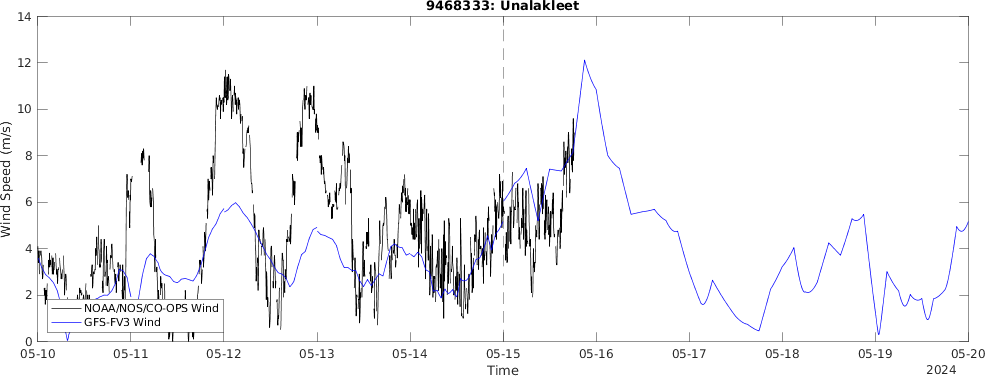 9468333: Unalakleet
Wind Speed (m/s)
14
12
10
8
6
4
2
0
NOAA/NOS/CO-OPS Wind
GFS-FV3 Wind
05-10 05-11 05-12 05-13 05-14 05-15 05-16 05-17 05-18 05-19 05-20
Time
2024